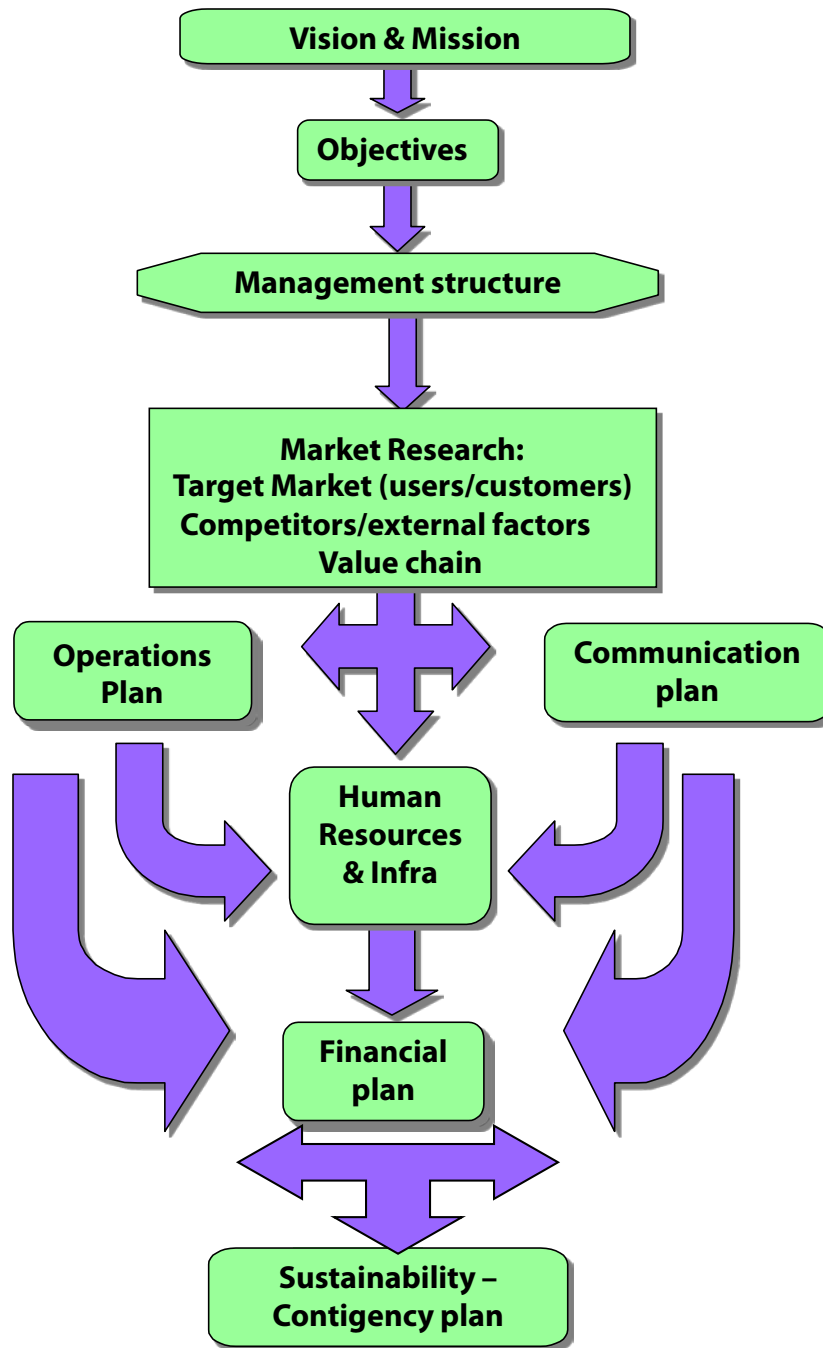 Vision & Mission
Objectives
Management structure
Market Research:
Target Market (users/customers)
Competitors/external factors
Value chain
Operations
Plan
Communication
plan
Human
Resources
& Infra
Financial
plan
Sustainability –
Contigency plan